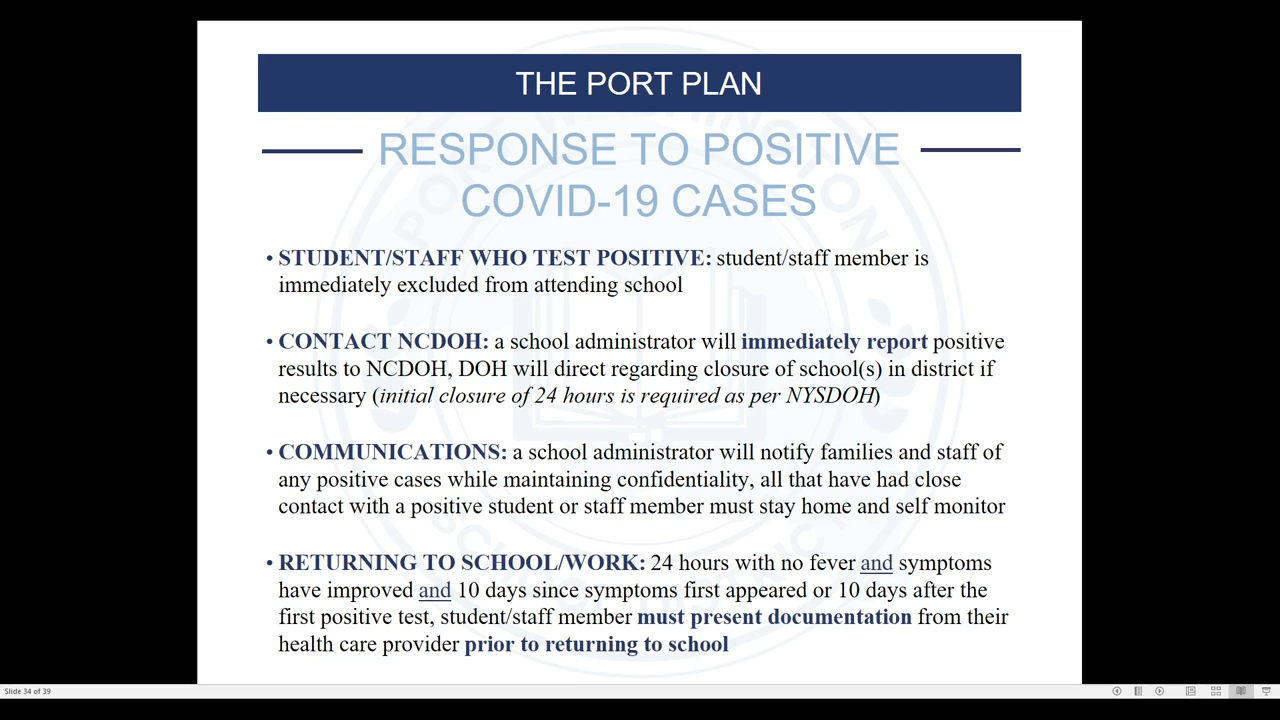 THE PORT PLAN
RESPONSE TO POSITIVE
COVID-19 CASES
• STUDENT/STAFF WHO TEST POSITIVE: student/staff member is
immediately excluded from attending school
• CONTACT NCDOH: a school administrator will immediately report positive
results to NCDOH, DOH will direct regarding closure of school(s) in district if
necessary (initial closure of 24 hours is required as per NYSDOH)
• COMMUNICATIONS: a school administrator will notify families and staff of
any positive cases while maintaining confidentiality, all that have had close
contact with a positive student or staff member must stay home and self monitor
• RETURNING TO SCHOOL/WORK: 24 hours with no fever and symptoms
have improved and 10 days since symptoms first appeared or 10 days after the
first positive test, student/staff member must present documentation from their
health care provider prior to returning to school
Slide 34 of 39